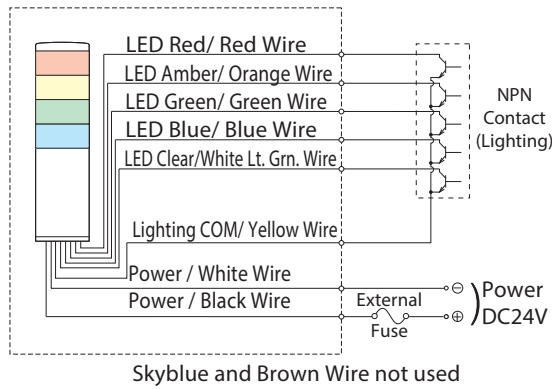 LED Red/ Red Wire
LED Amber/ Orange Wire
LED Green/ Green Wire
LED Blue/ Blue Wire
LED Clear/White Lt. Grn. Wire
NPN
Contact
(Lighting)
Lighting COM/ Yellow Wire
Power / White Wire
Power / Black Wire
External
Fuse
⊖
⊕
Power
DC24V
Skyblue and Brown Wire not used